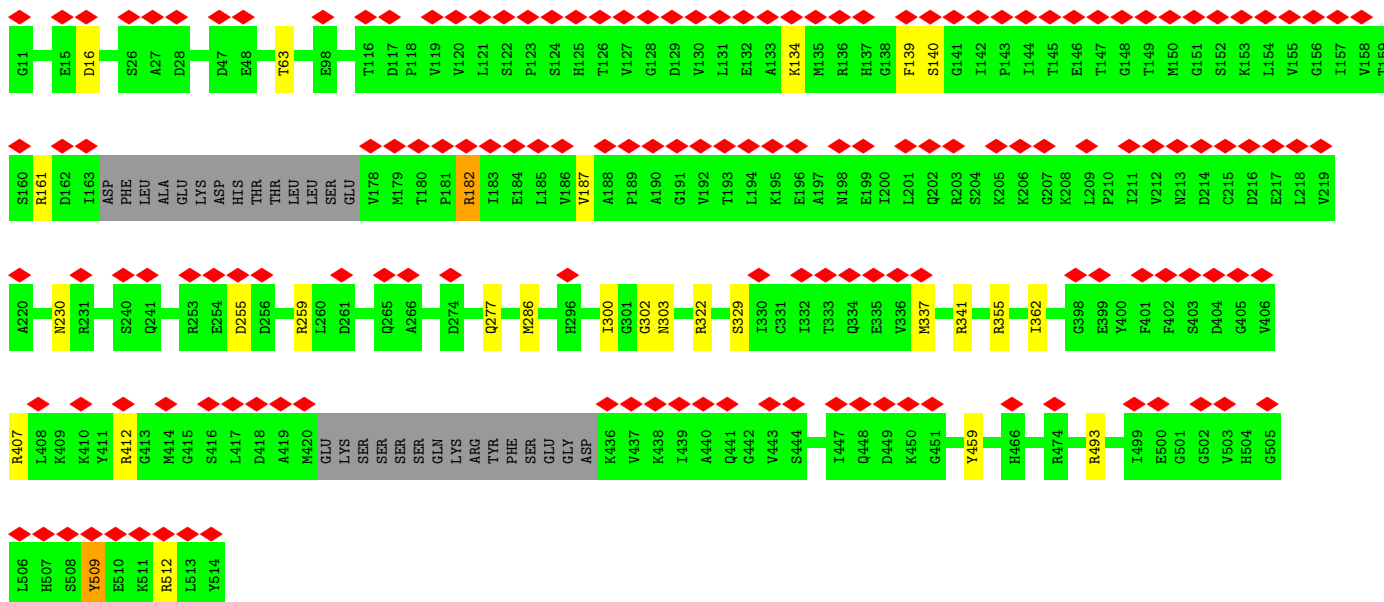 G11 E15 D16 S26 A27 D28 D47 E48 T63 E98 T116 D117 P118 V119 V120 L121 S122 P123 S124 H125 T126 V127 G128 D129 V130 L131 E132 A133 K134 M135 R136 H137 G138 F139 S140 G141 I142 P143 I144 T145 E146 T147 G148 T149 M150 G151 S152 K153 L154 V155 G156 I157 V158 T159
S160 R161 D162 I163 ASP PHE LEU ALA GLU LYS ASP HIS THR THR LEU LEU SER GLU V178 M179 T180 P181 R182 I183 E184 L185 V186 V187 A188 P189 A190 G191 V192 T193 L194 K195 E196 A197 N198 E199 I200 L201 Q202 R203 S204 K205 K206 G207 K208 L209 P210 I211 V212 N213 D214 C215 D216 E217 L218 V219
A220 N230 R231 S240 Q241 R253 E254 D255 D256 R259 L260 D261 Q265 A266 D274 Q277 M286 H296 I300 G301 G302 N303 R322 S329 I330 C331 I332 T333 Q334 E335 V336 M337 R341 R355 I362 G398 E399 Y400 F401 F402 S403 D404 G405 V406
R407 L408 K409 K410 Y411 R412 G413 M414 G415 S416 L417 D418 A419 M420 GLU LYS SER SER SER SER GLN LYS ARG TYR PHE SER GLU GLY ASP K436 V437 K438 I439 A440 Q441 G442 V443 S444 I447 Q448 D449 K450 G451 Y459 H466 R474 R493 I499 E500 G501 G502 V503 H504 G505
L506 H507 S508 Y509 E510 K511 R512 L513 Y514